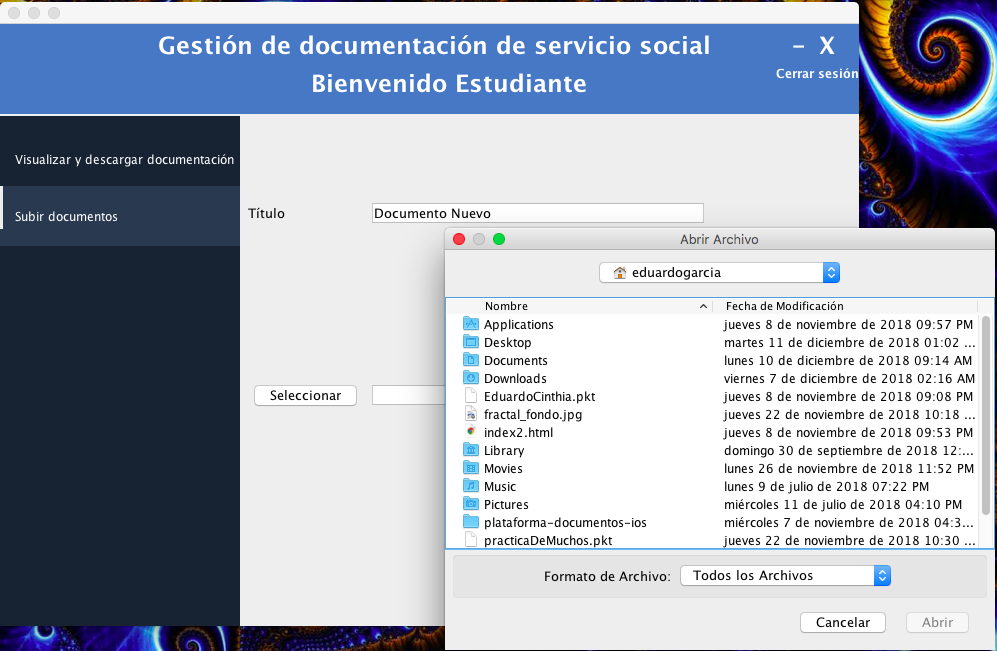 Gestión de documentación de servicio social
– X
Bienvenido Estudiante
Cerrar sesión
Visualizar y descargar documentación
Subir documentos
Título
Documento Nuevo
Seleccionar
Abrir Archivo
eduardogarcia
Nombre Fecha de Modificación
Applications jueves 8 de noviembre de 2018 09:57 PM
Desktop martes 11 de diciembre de 2018 01:02 ...
Documents lunes 10 de diciembre de 2018 09:14 AM
Downloads viernes 7 de diciembre de 2018 02:16 AM
EduardoCinthia.pkt jueves 8 de noviembre de 2018 09:08 PM
fractal_fondo.jpg jueves 22 de noviembre de 2018 10:18 ...
index2.html jueves 8 de noviembre de 2018 09:53 PM
Library domingo 30 de septiembre de 2018 12:...
Movies lunes 26 de noviembre de 2018 11:52 PM
Music lunes 9 de julio de 2018 07:22 PM
Pictures miércoles 11 de julio de 2018 04:10 PM
plataforma-documentos-ios miércoles 7 de noviembre de 2018 04:3...
practicaDeMuchos.pkt jueves 22 de noviembre de 2018 10:30 ...
Formato de Archivo: Todos los Archivos
Cancelar Abrir